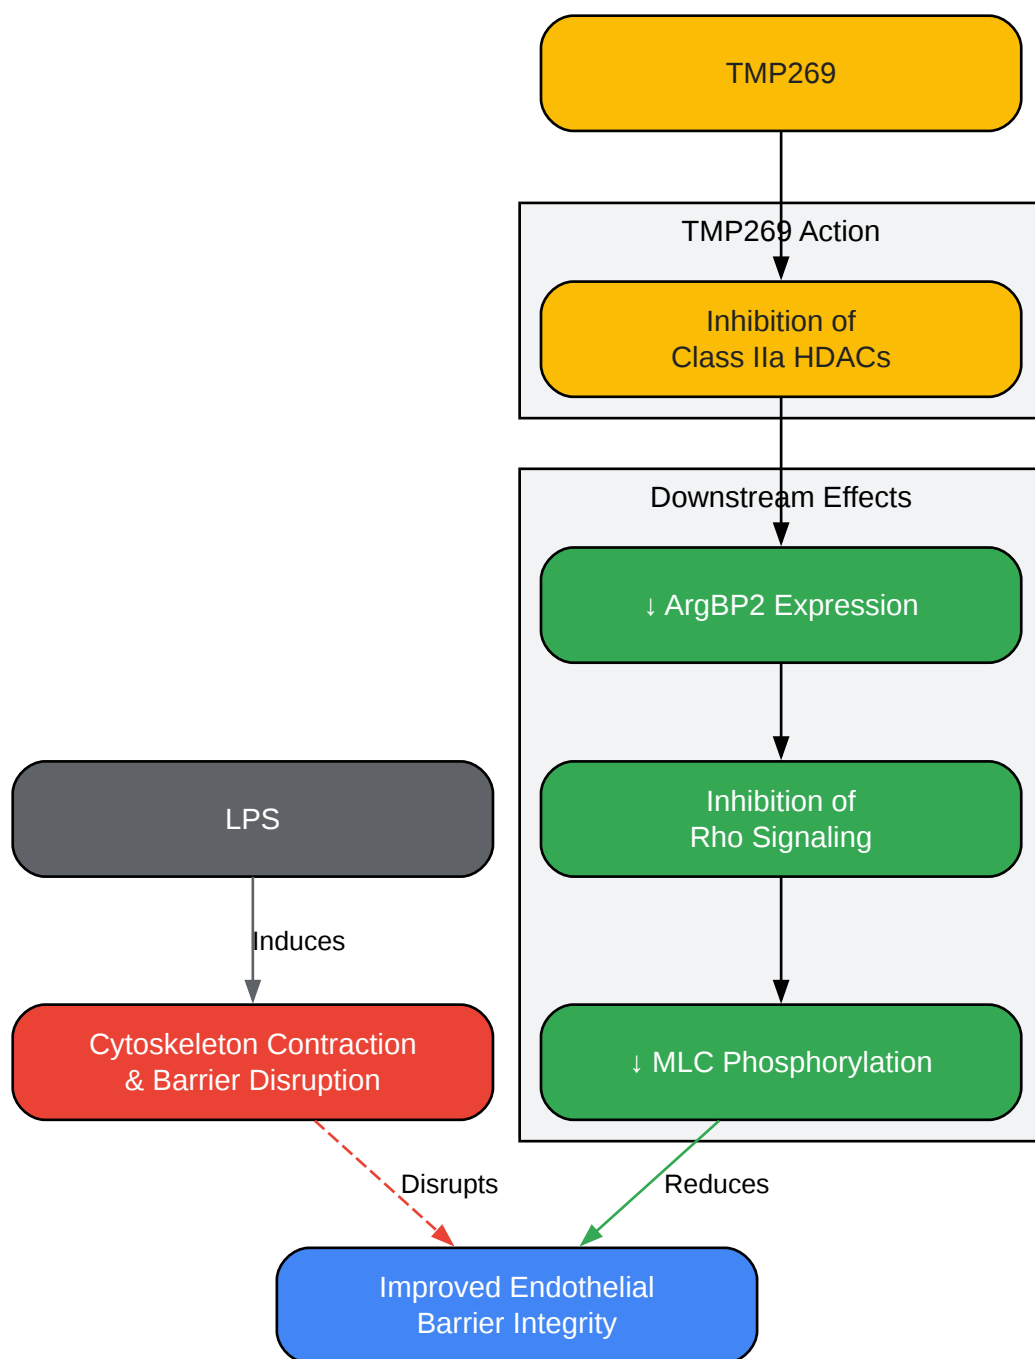 TMP269
TMP269 Action
Inhibition of
Class IIa HDACs
Downstream Effects
↓ ArgBP2 Expression
LPS
Inhibition of
Rho Signaling
Induces
Cytoskeleton Contraction
& Barrier Disruption
↓ MLC Phosphorylation
Disrupts
Reduces
Improved Endothelial
Barrier Integrity